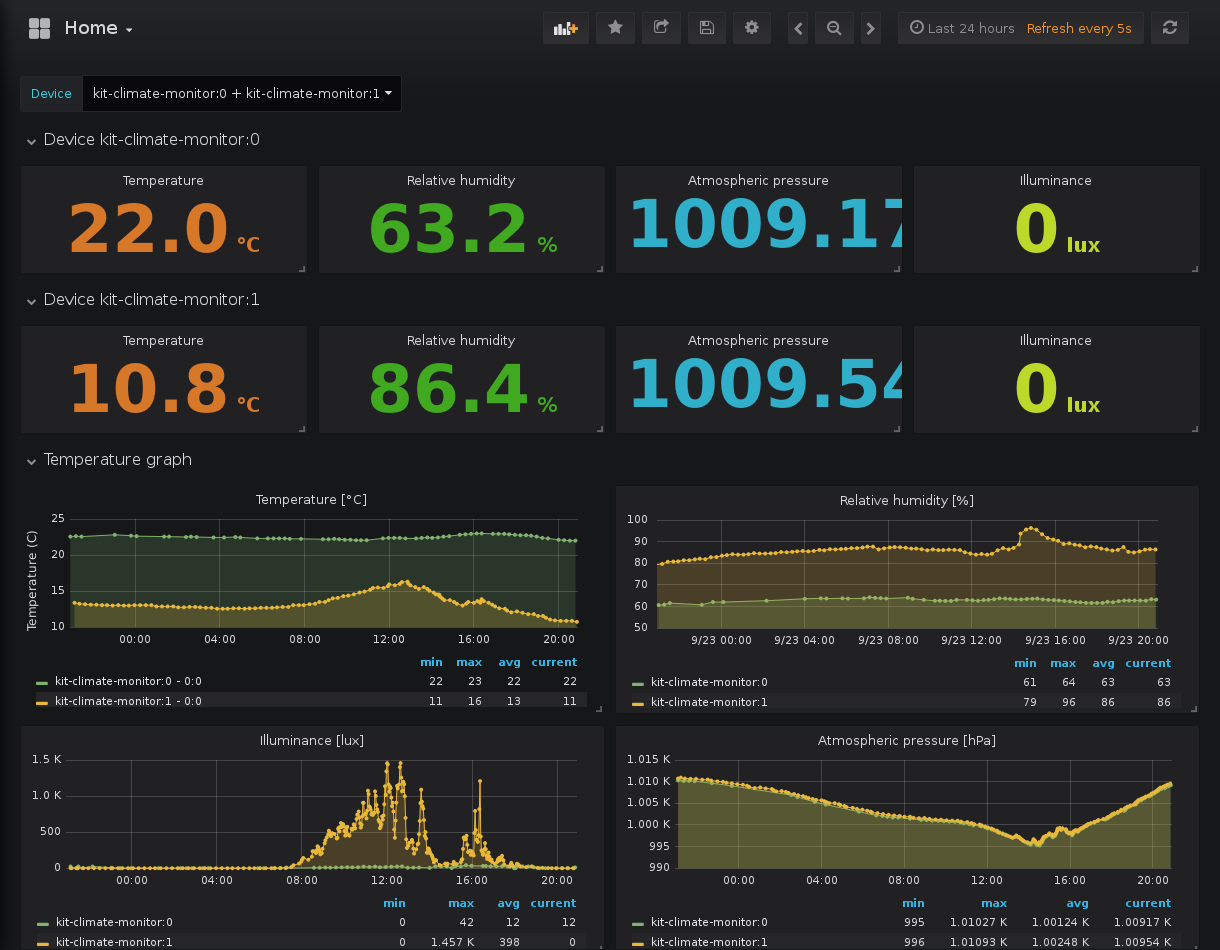 Home
Last 24 hours Refresh every 5s
Device kit-climate-monitor:0 + kit-climate-monitor:1
Device kit-climate-monitor:0
Temperature
22.0 °C
Relative humidity
63.2 %
Atmospheric pressure
1009.17
Illuminance
0 lux
Device kit-climate-monitor:1
Temperature
10.8 °C
Relative humidity
86.4 %
Atmospheric pressure
1009.54
Illuminance
0 lux
Temperature graph
Temperature [°C]
Temperature (C)
25
20
15
10
00:00 04:00 08:00 12:00 16:00 20:00
min max avg current
kit-climate-monitor:0 - 0:0 22 23 22 22
kit-climate-monitor:1 - 0:0 11 16 13 11
Relative humidity [%]
100
90
80
70
60
50
9/23 00:00 9/23 04:00 9/23 08:00 9/23 12:00 9/23 16:00 9/23 20:00
min max avg current
kit-climate-monitor:0 61 64 63 63
kit-climate-monitor:1 79 96 86 86
Illuminance [lux]
1.5 K
1.0 K
500
0
00:00 04:00 08:00 12:00 16:00 20:00
min max avg current
kit-climate-monitor:0 0 42 12 12
kit-climate-monitor:1 0 1.457 K 398 0
Atmospheric pressure [hPa]
1.015 K
1.010 K
1.005 K
1.000 K
995
990
00:00 04:00 08:00 12:00 16:00 20:00
min max avg current
kit-climate-monitor:0 995 1.01027 K 1.00124 K 1.00917 K
kit-climate-monitor:1 996 1.01093 K 1.00248 K 1.00954 K